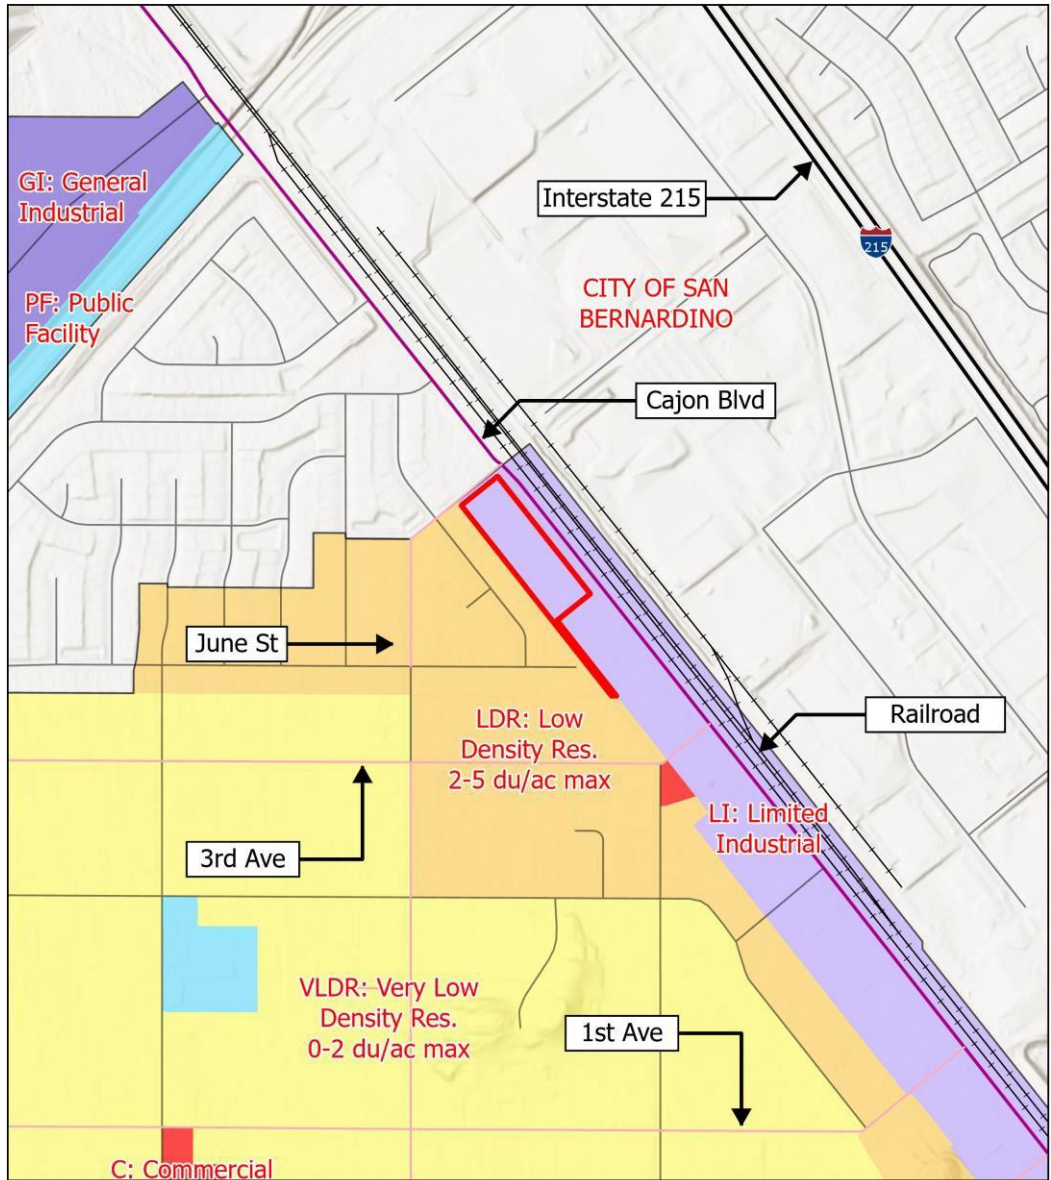 GI: General
Industrial
Interstate 215
215
PF: Public
Facility
CITY OF SAN
BERNARDINO
Cajon Blvd
June St
LDR: Low
Density Res.
2-5 du/ac max
Railroad
3rd Ave
LI: Limited
Industrial
VLDR: Very Low
Density Res.
0-2 du/ac max
1st Ave
C: Commercial